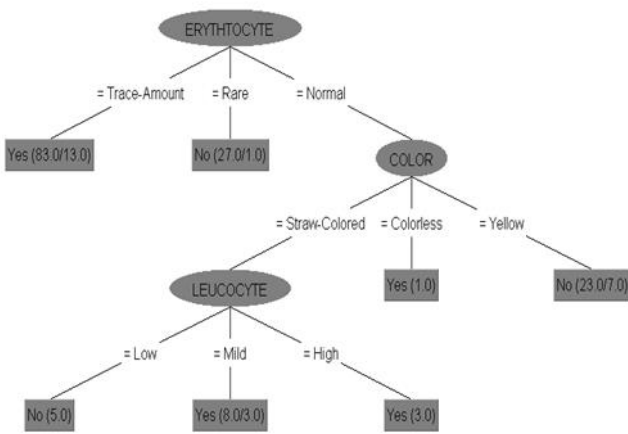 ERYTHTOCYTE
= Trace-Amount = Rare = Normal
Yes (83.0/13.0) No (27.0/1.0)
COLOR
= Straw-Colored = Colorless = Yellow
LEUCOCYTE Yes (1.0) No (23.0/7.0)
= Low = Mild = High
No (5.0) Yes (8.0/3.0) Yes (3.0)